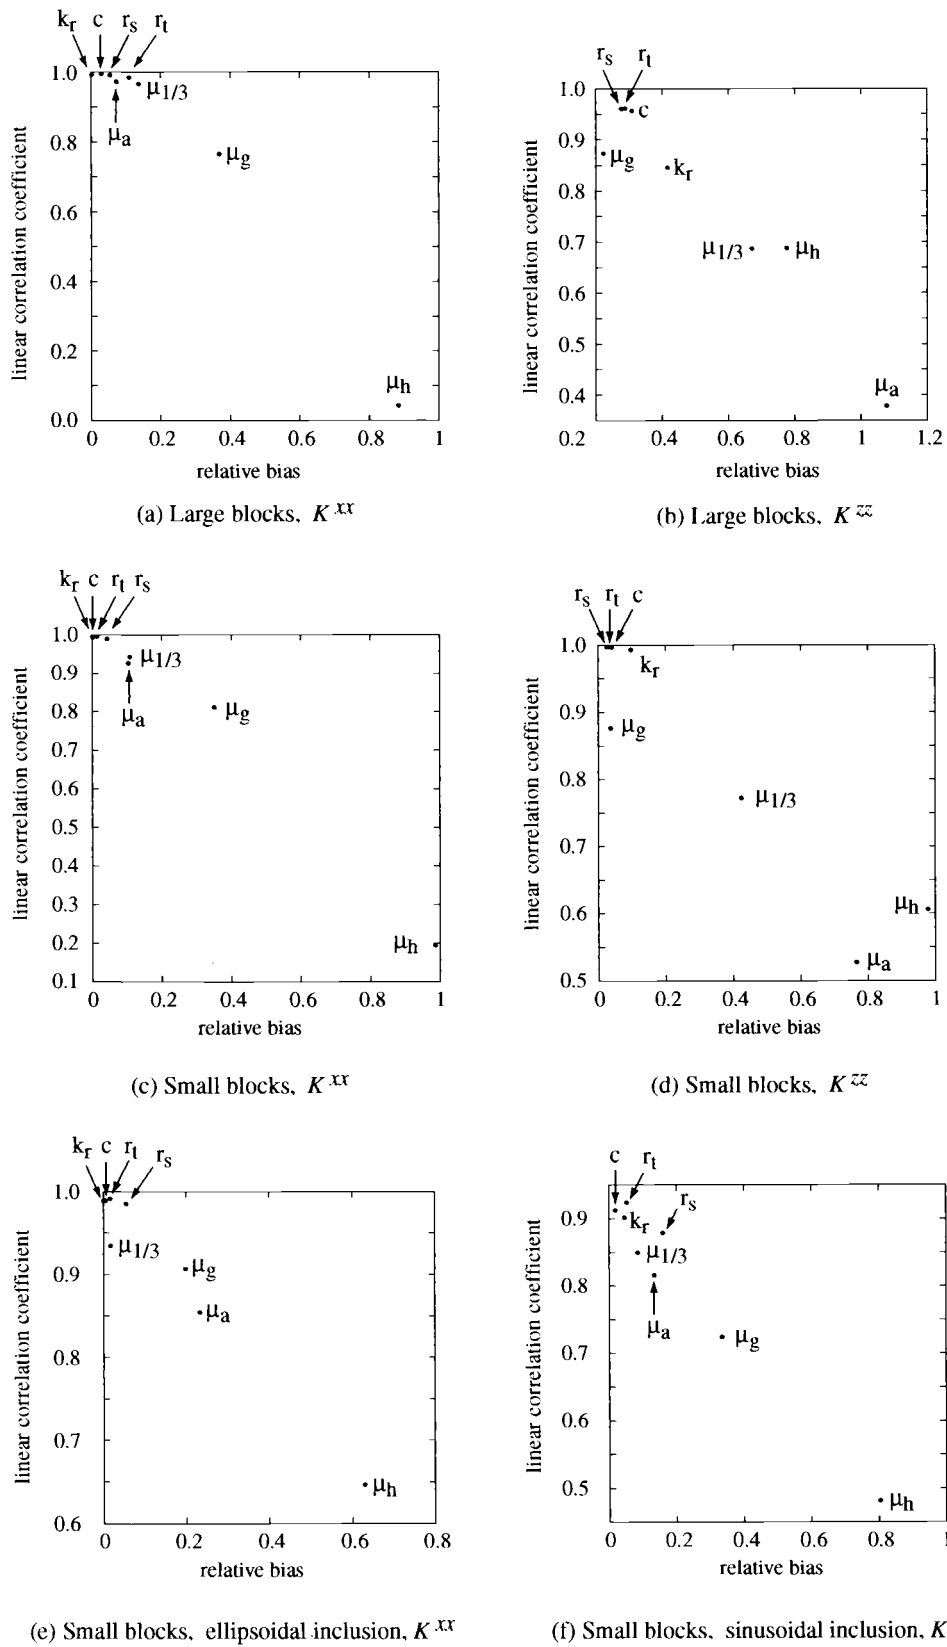 k_r c r_s r_t
1.0
0.8
0.6
0.4
0.2
0.0
0 0.2 0.4 0.6 0.8 1
μ_1/3
μ_a
μ_g
μ_h
linear correlation coefficient
relative bias
(a) Large blocks, K^xx
r_s r_t
1.0
0.9
0.8
0.7
0.6
0.5
0.4
0.2 0.4 0.6 0.8 1 1.2
c
μ_g
k_r
μ_1/3 μ_h
μ_a
linear correlation coefficient
relative bias
(b) Large blocks, K^zz
k_r c r_t r_s
1.0
0.9
0.8
0.7
0.6
0.5
0.4
0.3
0.2
0.1
0 0.2 0.4 0.6 0.8 1
μ_1/3
μ_a
μ_g
μ_h
linear correlation coefficient
relative bias
(c) Small blocks, K^xx
r_s r_t c
1.0
0.9
0.8
0.7
0.6
0.5
0 0.2 0.4 0.6 0.8 1
k_r
μ_g
μ_1/3
μ_h
μ_a
linear correlation coefficient
relative bias
(d) Small blocks, K^zz
k_r c r_t r_s
1.0
0.9
0.8
0.7
0.6
0 0.2 0.4 0.6 0.8
μ_1/3
μ_g
μ_a
μ_h
linear correlation coefficient
relative bias
(e) Small blocks, ellipsoidal inclusion, K^xx
c r_t
r_s
k_r
0.9
0.8
0.7
0.6
0.5
0 0.2 0.4 0.6 0.8 1
μ_1/3
μ_a
μ_g
μ_h
linear correlation coefficient
relative bias
(f) Small blocks, sinusoidal inclusion, K